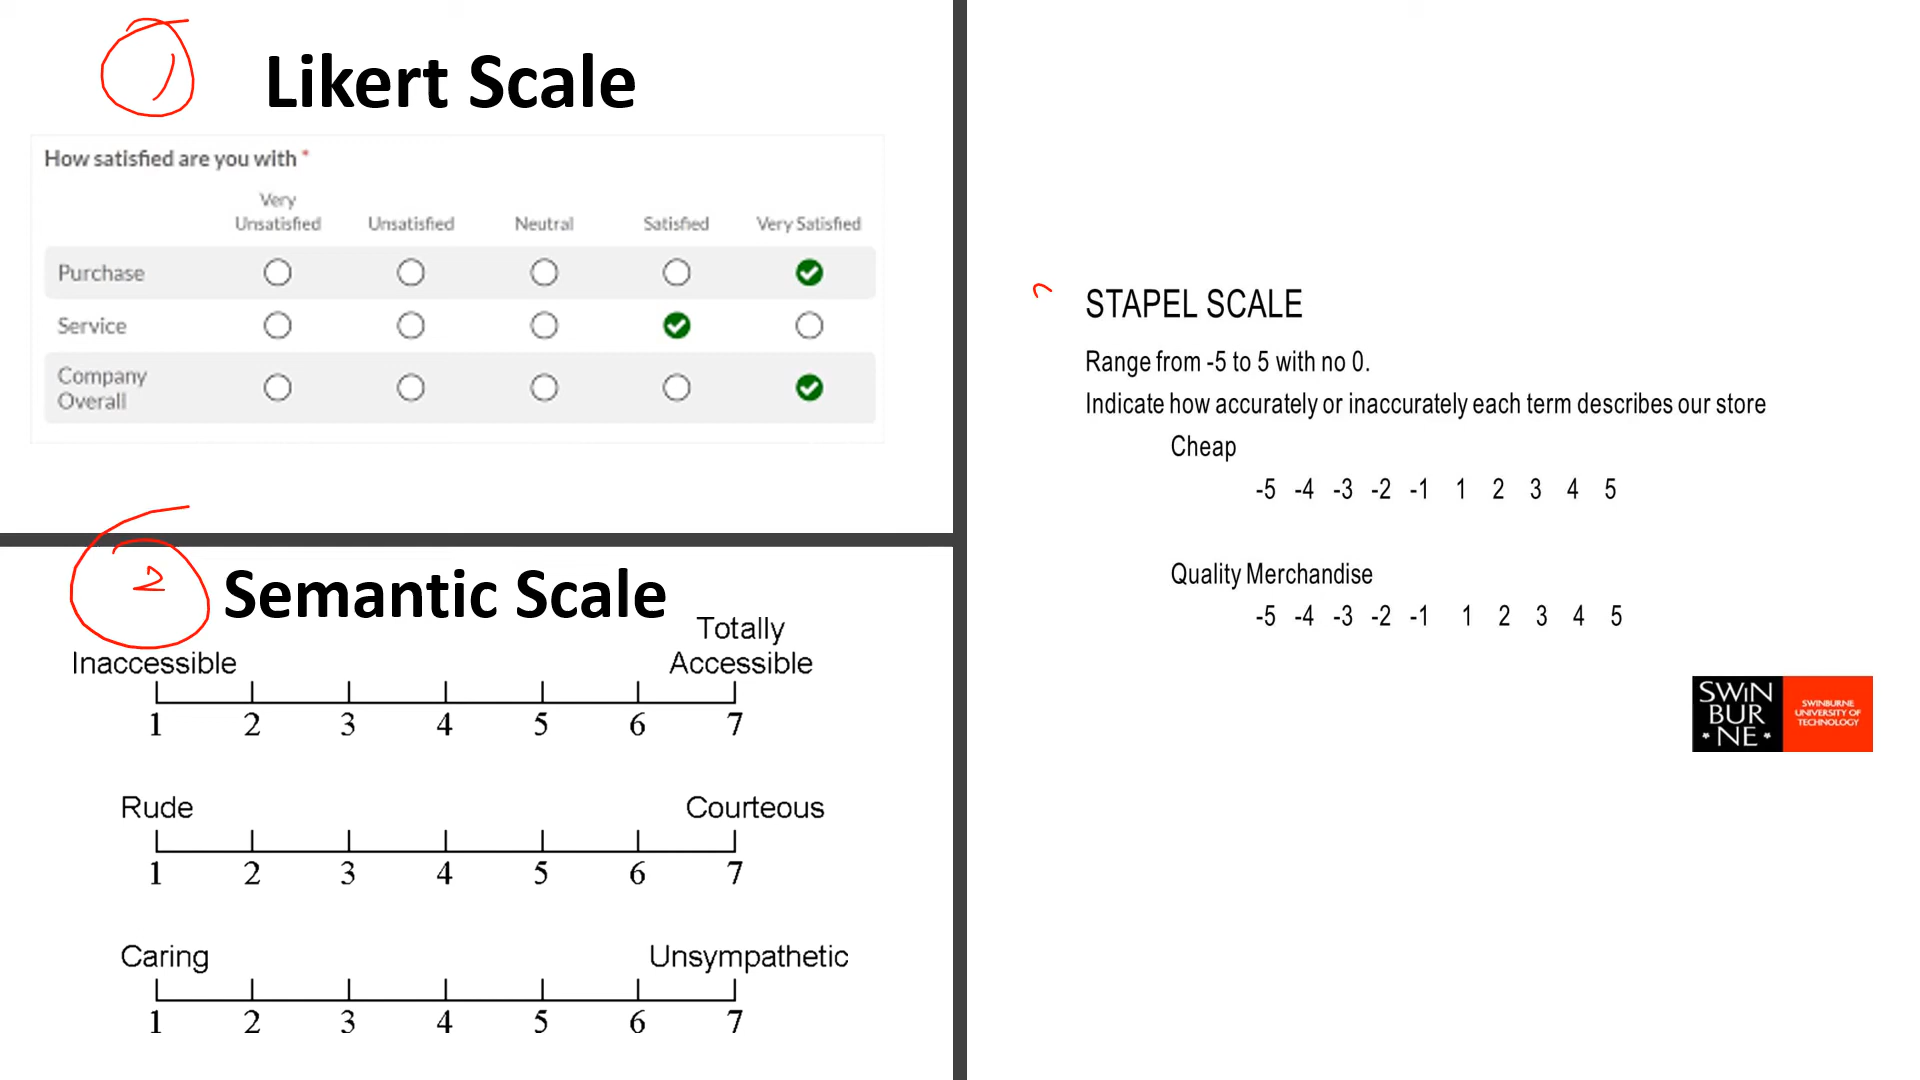 1
Likert Scale
How satisfied are you with *
Very Unsatisfied Unsatisfied Neutral Satisfied Very Satisfied
Purchase
Service
Company Overall
2
Semantic Scale
Inaccessible Totally Accessible
1 2 3 4 5 6 7
Rude Courteous
1 2 3 4 5 6 7
Caring Unsympathetic
1 2 3 4 5 6 7
STAPEL SCALE
Range from -5 to 5 with no 0.
Indicate how accurately or inaccurately each term describes our store
Cheap
-5 -4 -3 -2 -1 1 2 3 4 5
Quality Merchandise
-5 -4 -3 -2 -1 1 2 3 4 5
SWIN
BUR
* NE *
SWINBURNE
UNIVERSITY OF
TECHNOLOGY